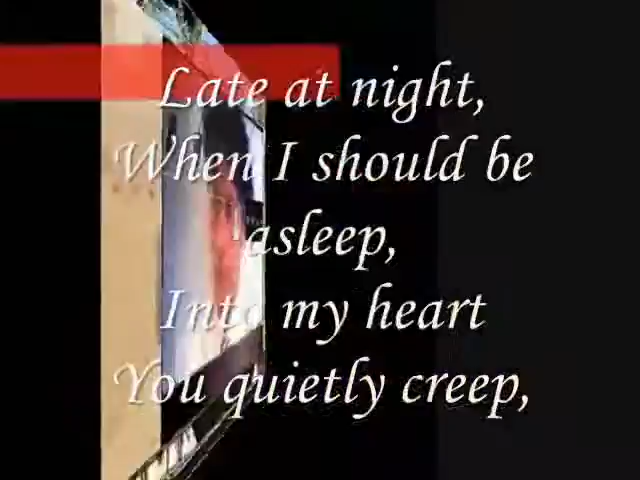 Late at night,
When I should be
asleep,
Into my heart
You quietly creep,